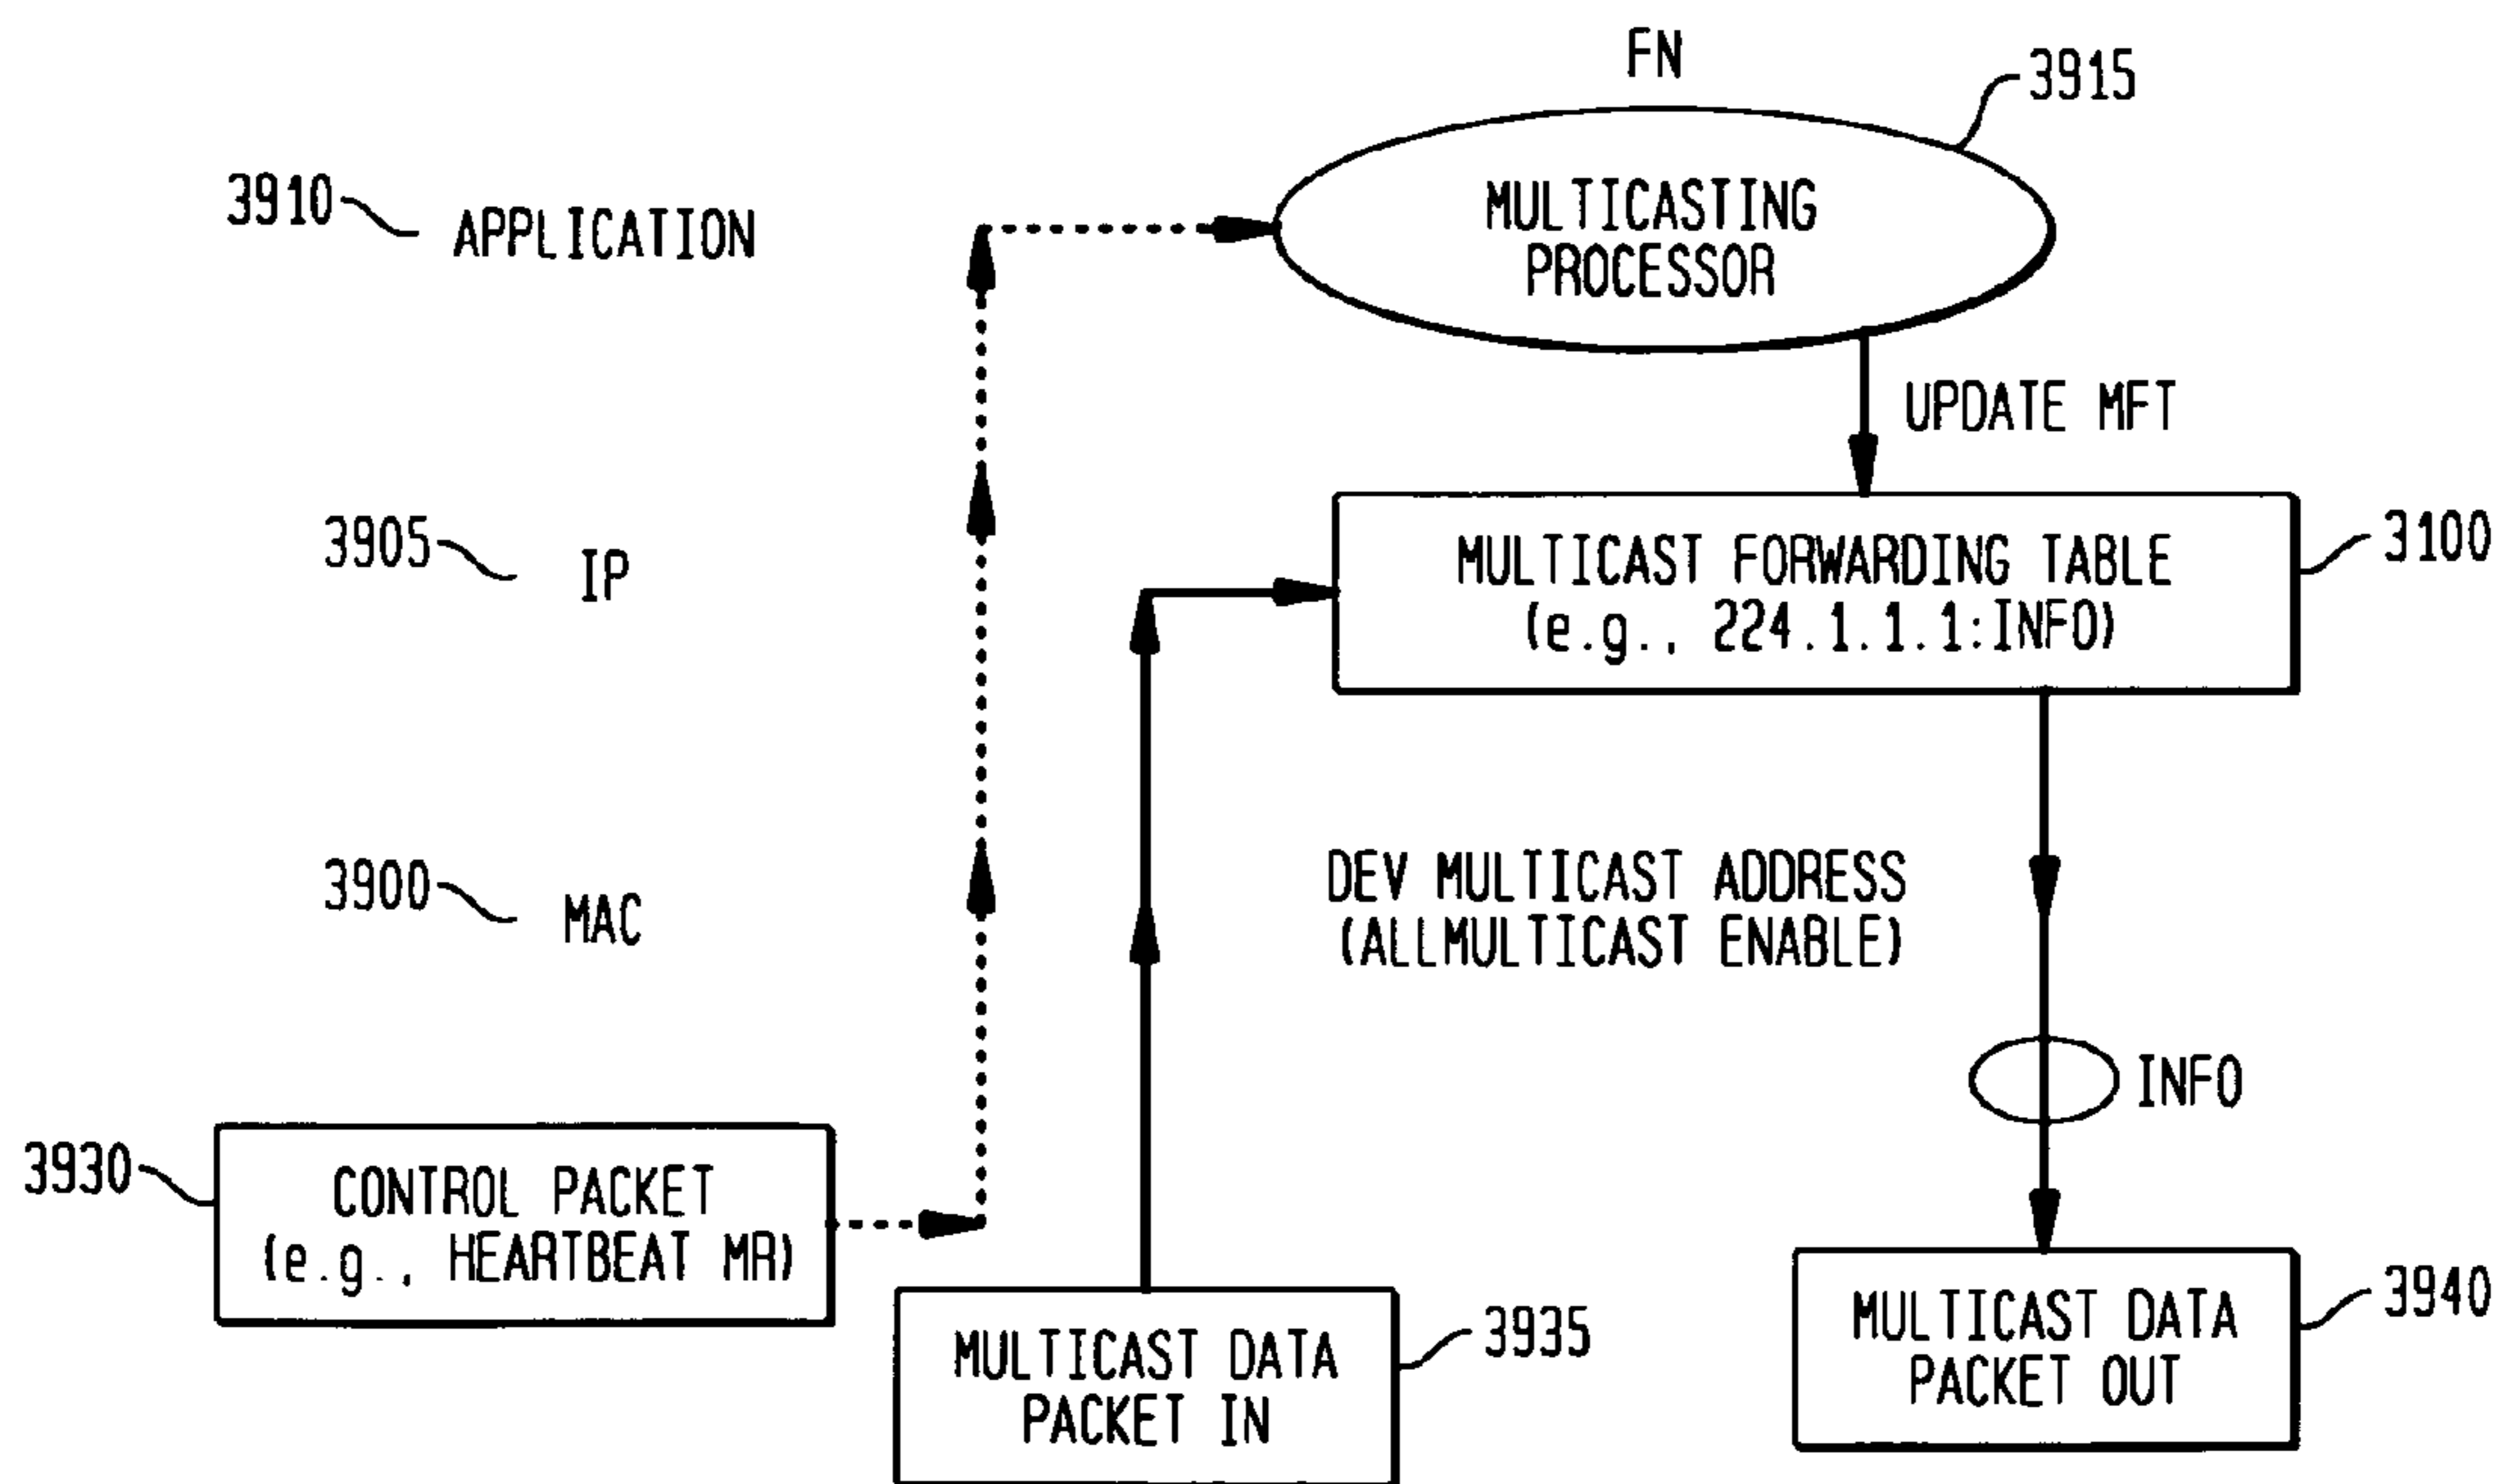 FN
3915
3910
APPLICATION
MULTICASTING
PROCESSOR
UPDATE MFT
3905
IP
MULTICAST FORWARDING TABLE
(e.g., 224.1.1.1:INFO)
3100
3900
MAC
DEV MULTICAST ADDRESS
(ALLMULTICAST ENABLE)
INFO
3930
CONTROL PACKET
(e.g., HEARTBEAT MR)
MULTICAST DATA
PACKET IN
3935
MULTICAST DATA
PACKET OUT
3940